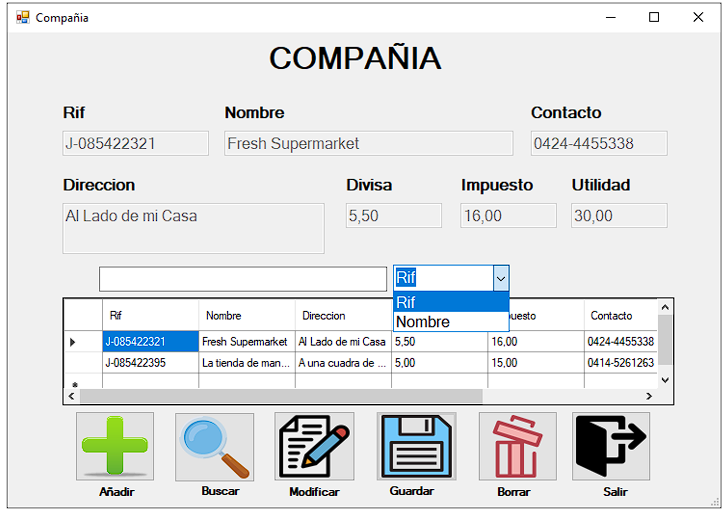 Compañia
COMPAÑIA
Rif Nombre Contacto
J-085422321 Fresh Supermarket 0424-4455338
Direccion Divisa Impuesto Utilidad
Al Lado de mi Casa 5,50 16,00 30,00
Rif
Rif
Nombre
Rif Nombre Direccion puesto Contacto
J-085422321 Fresh Supermarket Al Lado de mi Casa 5,50 16,00 0424-4455338
J-085422395 La tienda de man... A una cuadra de ... 5,00 15,00 0414-5261263
Añadir Buscar Modificar Guardar Borrar Salir